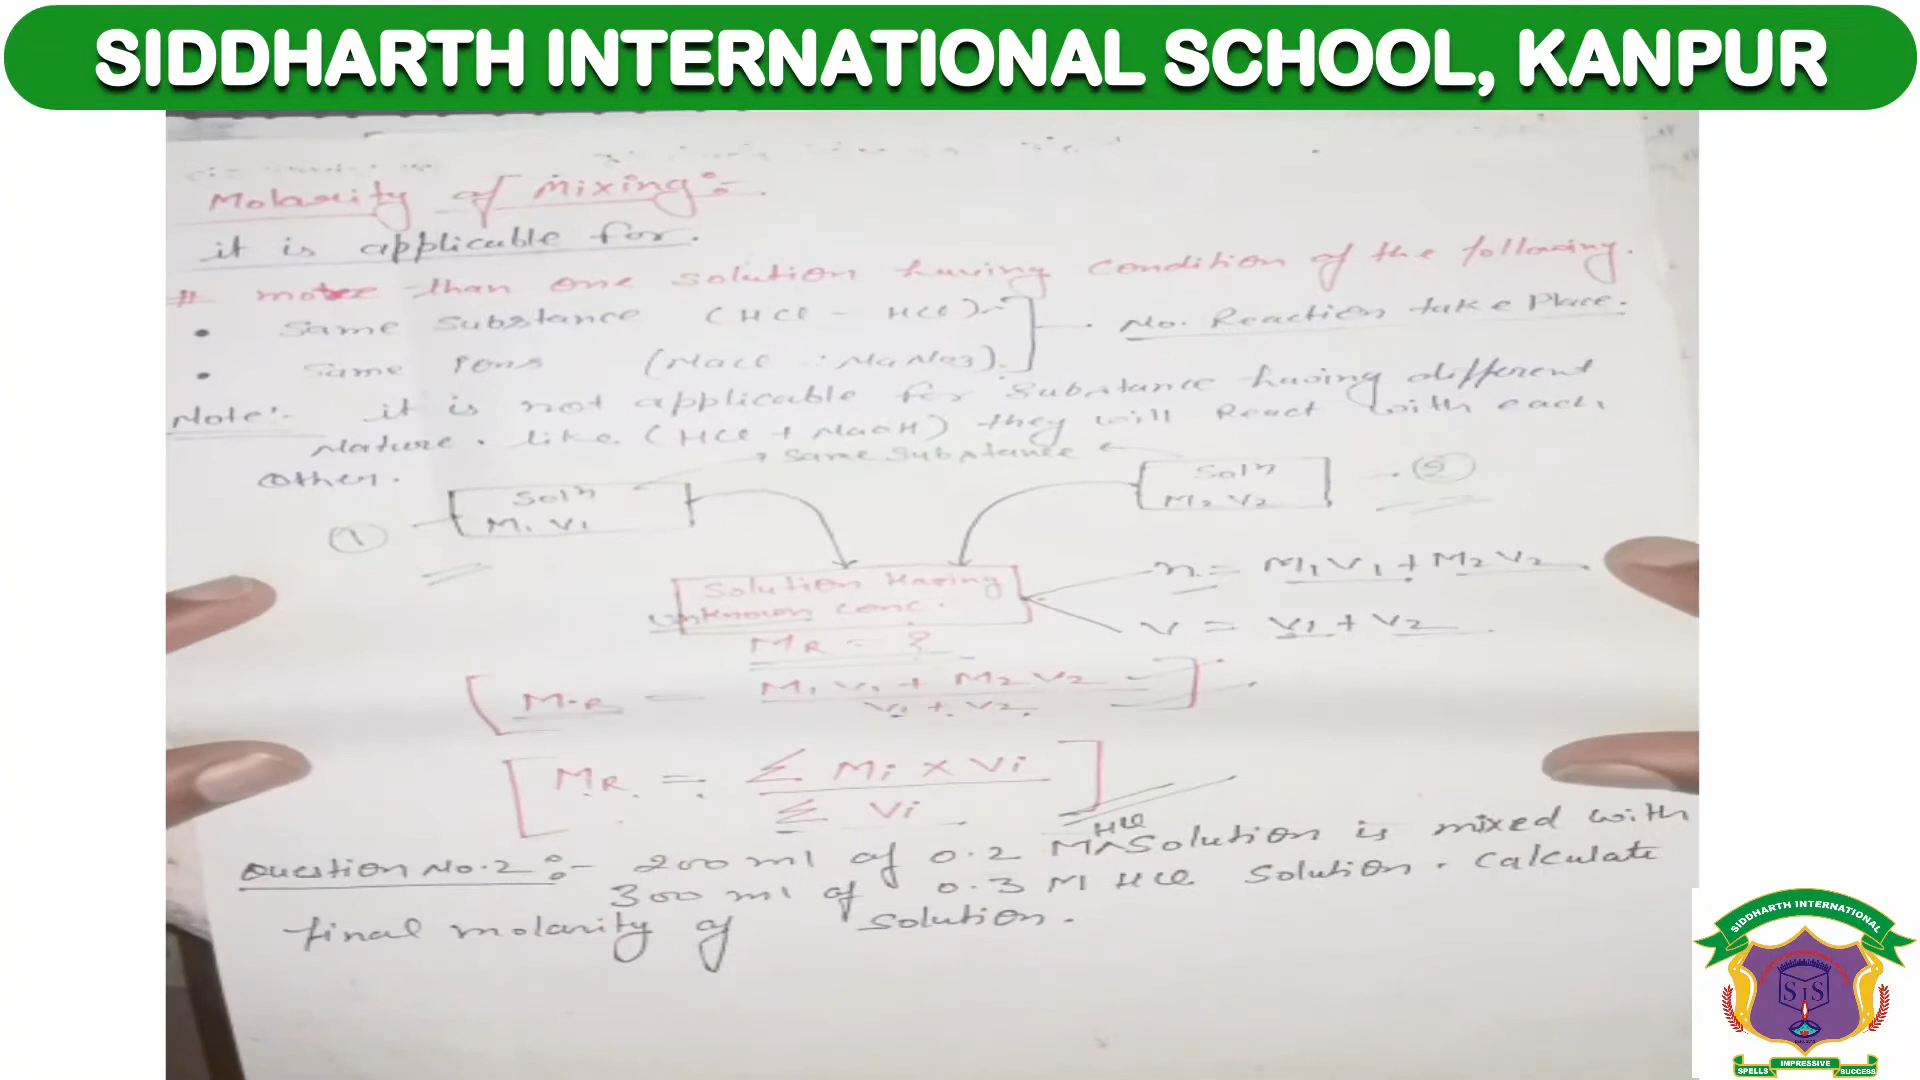 SIDDHARTH INTERNATIONAL SCHOOL, KANPUR
Molarity of Mixing:-
it is applicable for.
# more than one solution having condition of the following.
• Same Substance (HCl - HCl)
No. Reaction take Place.
• Same Ions (NaCl - NaNO3).
Note:- it is not applicable for Substance having different
Nature. like (HCl + NaOH) they will React with each
Other.
same Substance
① Solⁿ
M₁ V₁
Solⁿ ②
M₂ V₂
Solution Having
unknown conc.
n = M₁V₁ + M₂V₂
V = V₁ + V₂
MR = ?
[ M.R = M₁V₁ + M₂V₂ ]
V₁ + V₂
[ MR = Σ Mi × Vi ]
Σ Vi
Question No.2 :- 200 ml of 0.2 M^HCl Solution is mixed with
300 ml of 0.3 M HCl Solution. Calculate
final molarity of solution.
SIDDHARTH INTERNATIONAL
SIS
SPELLS IMPRESSIVE SUCCESS